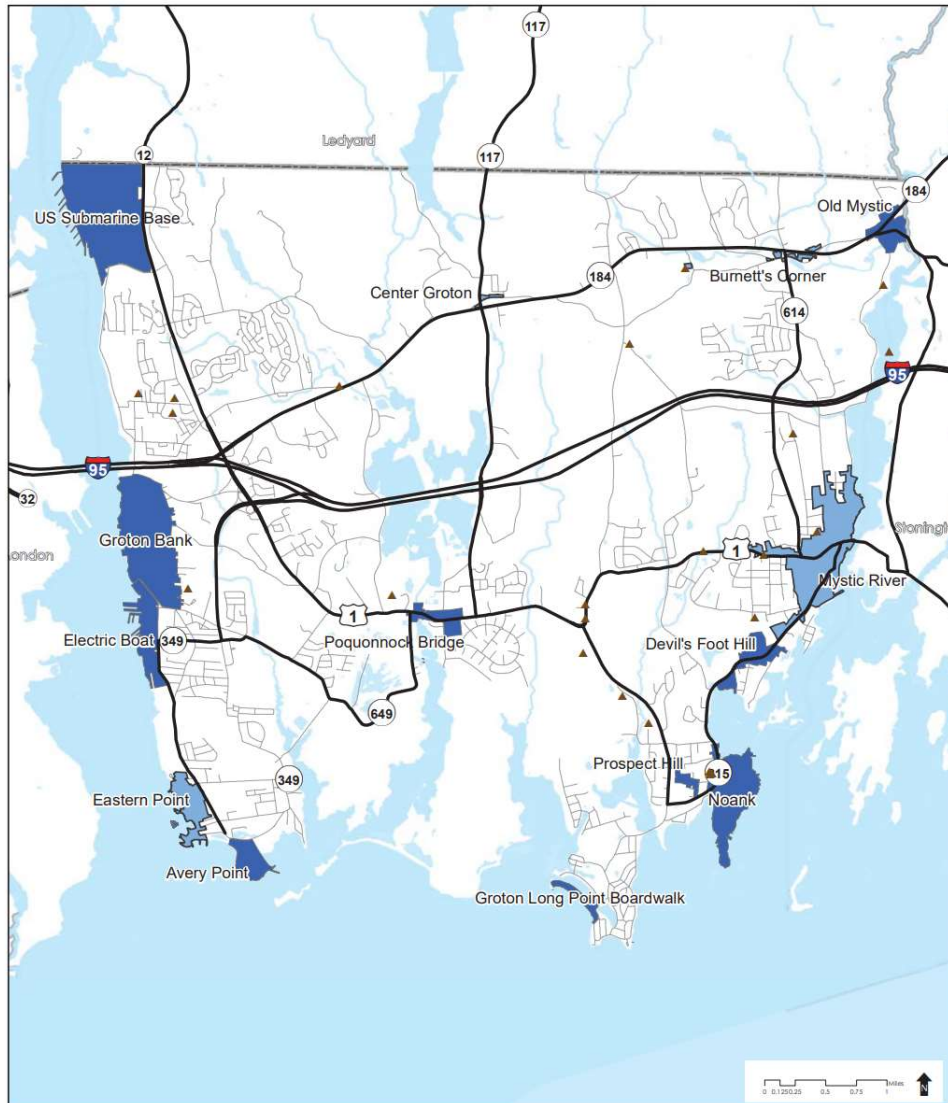 117
Ledyard
12
117
184
US Submarine Base
Old Mystic
184
Burnett's Corner
Center Groton
614
95
95
32
London
Groton Bank
Stoningt
1
Mystic River
1
Electric Boat
349
Poquonnock Bridge
Devil's Foot Hill
649
Prospect Hill
349
Eastern Point
Noank
Avery Point
Groton Long Point Boardwalk
Miles
0 0.125 0.25 0.5 0.75 1
N